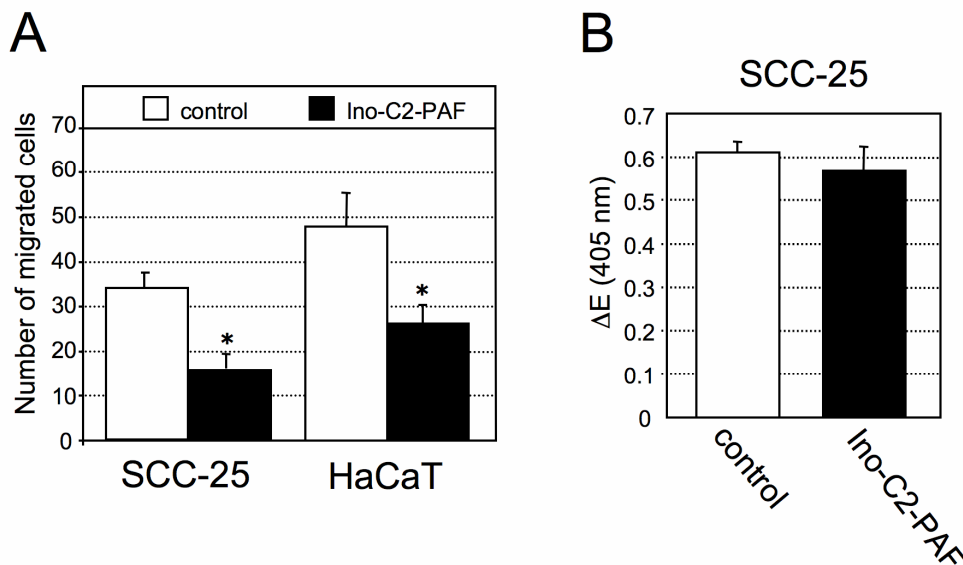 A
control Ino-C2-PAF
Number of migrated cells
70
60
50
40
30
20
10
0
*
*
SCC-25 HaCaT
B
SCC-25
ΔE (405 nm)
0.7
0.6
0.5
0.4
0.3
0.2
0.1
0
control
Ino-C2-PAF